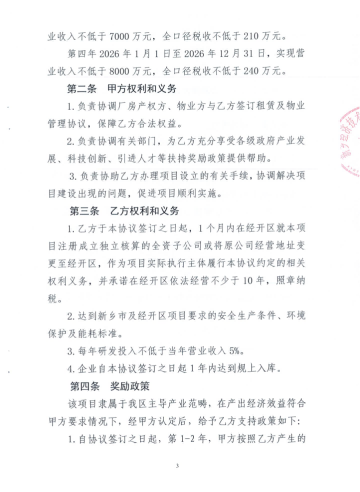 业收入不低于 7000 万元，全口径税收不低于 210 万元。
第四年 2026 年 1 月 1 日至 2026 年 12 月 31 日，实现营
业收入不低于 8000 万元，全口径税收不低于 240 万元。
第二条　甲方权利和义务
1.负责协调厂房产权方、物业方与乙方签订租赁及物业
管理协议，保障乙方合法权益。
2.负责协调有关部门，为乙方充分享受各级政府产业发
展、科技创新、引进人才等扶持奖励政策提供帮助。
3.负责协助乙方办理项目设立的有关手续，协调解决项
目建设出现的问题，促进项目顺利实施。
第三条　乙方权利和义务
1.乙方于本协议签订之日起，1 个月内在经开区就本项
目注册成立独立核算的全资子公司或将原公司经营地址变
更至经开区，作为项目实际执行主体履行本协议约定的相关
权利义务，并承诺在经开区依法经营不少于 10 年，照章纳
税。
2.达到新乡市及经开区项目要求的安全生产条件、环境
保护及能耗标准。
3.每年研发投入不低于当年营业收入 5%。
4.企业自本协议签订之日起 1 年内达到规上入库。
第四条　奖励政策
该项目隶属于我区主导产业范畴，在产出经济效益符合
甲方要求情况下，经甲方认定后，给予乙方支持政策如下：
1.自协议签订之日起，第 1-2 年，甲方按照乙方产生的
3